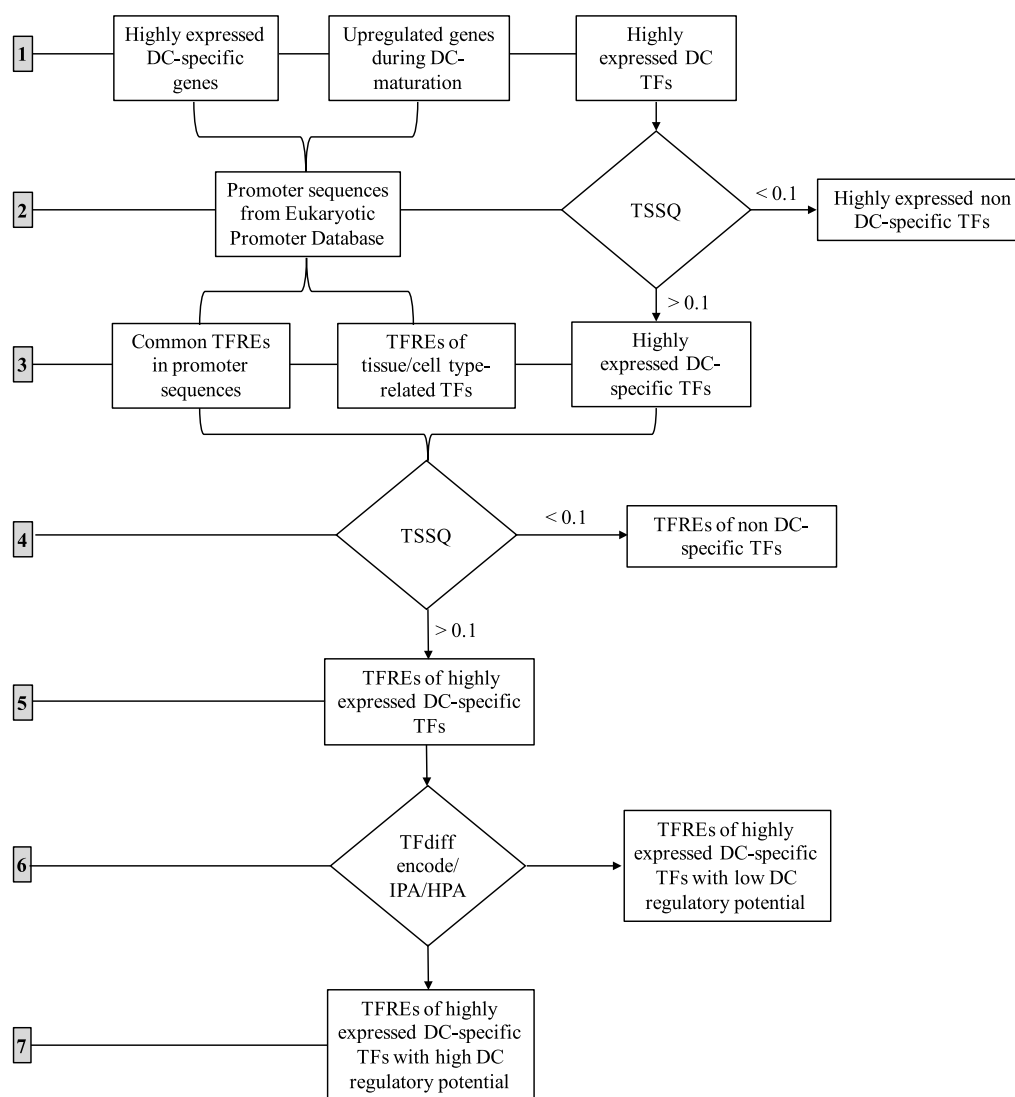 1
Highly expressed
DC-specific
genes
Upregulated genes
during DC-
maturation
Highly
expressed DC
TFs
2
Promoter sequences
from Eukaryotic
Promoter Database
TSSQ
< 0.1
Highly expressed non
DC-specific TFs
> 0.1
3
Common TFREs
in promoter
sequences
TFREs of
tissue/cell type-
related TFs
Highly
expressed DC-
specific TFs
4
TSSQ
< 0.1
TFREs of non DC-
specific TFs
> 0.1
5
TFREs of highly
expressed DC-specific
TFs
6
TFdiff
encode/
IPA/HPA
TFREs of highly
expressed DC-specific
TFs with low DC
regulatory potential
7
TFREs of highly
expressed DC-specific
TFs with high DC
regulatory potential